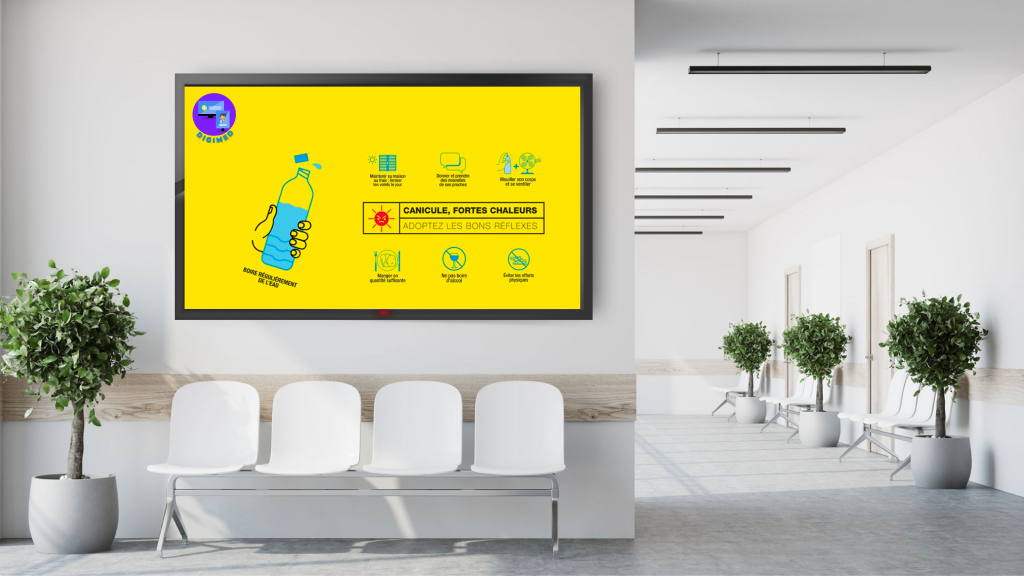 DIGIMED
Maintenir sa maison
au frais : fermer
les volets le jour
Donner et prendre
des nouvelles
de ses proches
Mouiller son corps
et se ventiler
CANICULE, FORTES CHALEURS
ADOPTEZ LES BONS RÉFLEXES
BOIRE RÉGULIÈREMENT
DE L'EAU
Manger en
quantité suffisante
Ne pas boire
d'alcool
Éviter les efforts
physiques